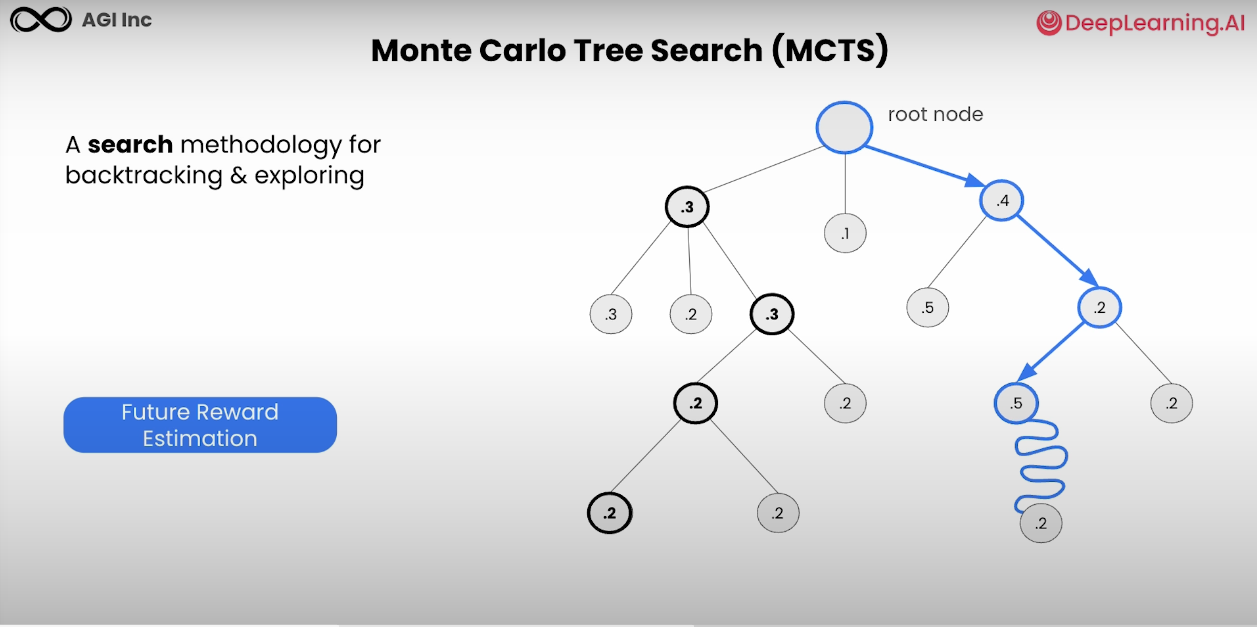 AGI Inc
DeepLearning.AI
Monte Carlo Tree Search (MCTS)
A search methodology for
backtracking & exploring
root node
.3
.1
.4
.3
.2
.3
.5
.2
.2
.2
.5
.2
.2
.2
.2
Future Reward
Estimation